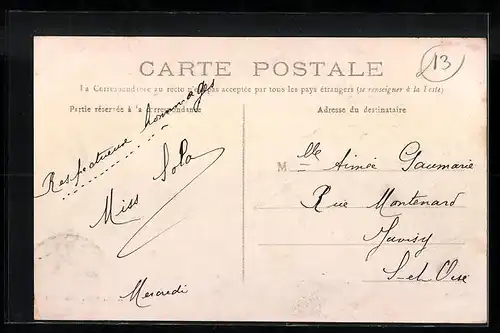 CARTE POSTALE
13
La Correspondance au recto n'est pas acceptée par tous les pays étrangers (se renseigner à la Poste)
Partie réservée à la correspondance
Adresse du destinataire
Respectueux hommages
Miss Lola
Mercredi
Mlle Aimée Gaumarie
Rue Montenard
Juvisy
S-et-Oise